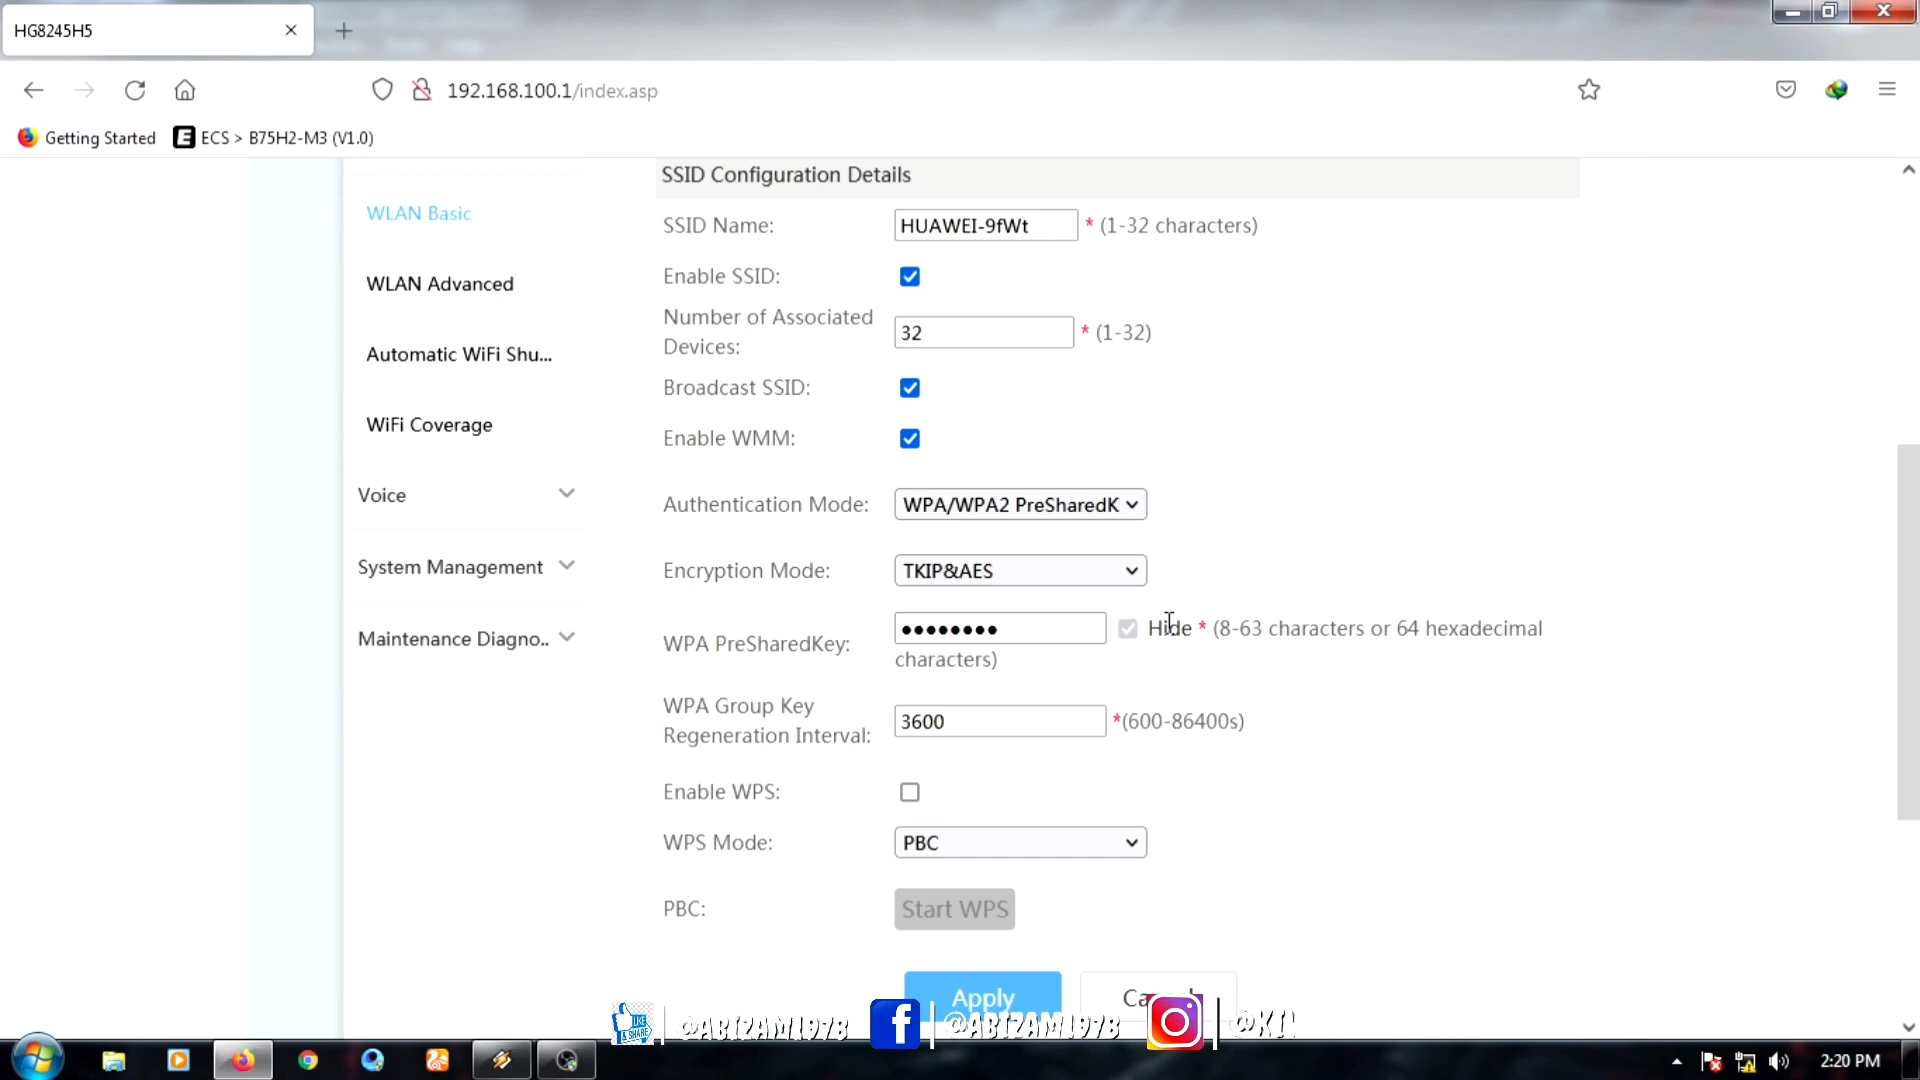 HG8245H5
192.168.100.1/index.asp
Getting Started
ECS > B75H2-M3 (V1.0)
SSID Configuration Details
WLAN Basic
SSID Name: HUAWEI-9fWt * (1-32 characters)
Enable SSID:
WLAN Advanced
Number of Associated Devices: 32 * (1-32)
Automatic WiFi Shu...
Broadcast SSID:
WiFi Coverage
Enable WMM:
Voice
Authentication Mode: WPA/WPA2 PreSharedK
System Management
Encryption Mode: TKIP&AES
Maintenance Diagno..
WPA PreSharedKey: •••••••• Hide * (8-63 characters or 64 hexadecimal
characters)
WPA Group Key
Regeneration Interval: 3600 *(600-86400s)
Enable WPS:
WPS Mode: PBC
PBC: Start WPS
Apply
LIKE & SHARE @ABIZAM1978 @ABIZAM1978
2:20 PM